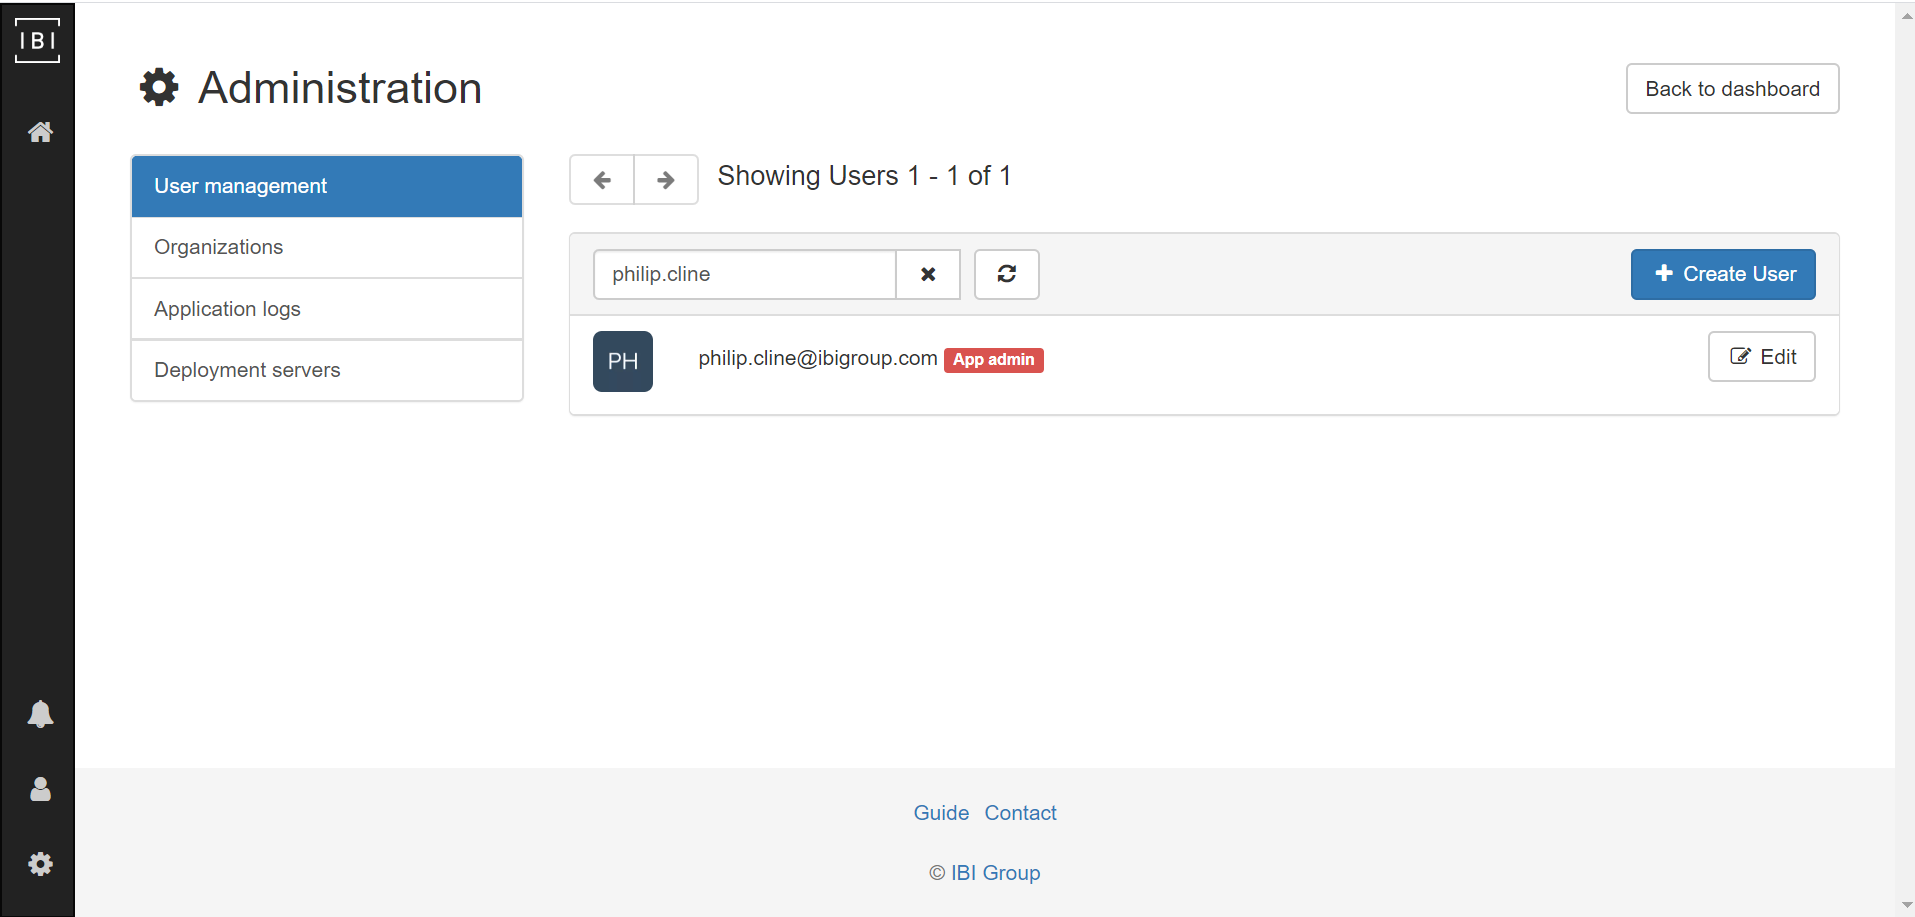 IBI
Administration
Back to dashboard
User management
Organizations
Application logs
Deployment servers
Showing Users 1 - 1 of 1
philip.cline
Create User
PH
philip.cline@ibigroup.com App admin
Edit
Guide Contact
© IBI Group